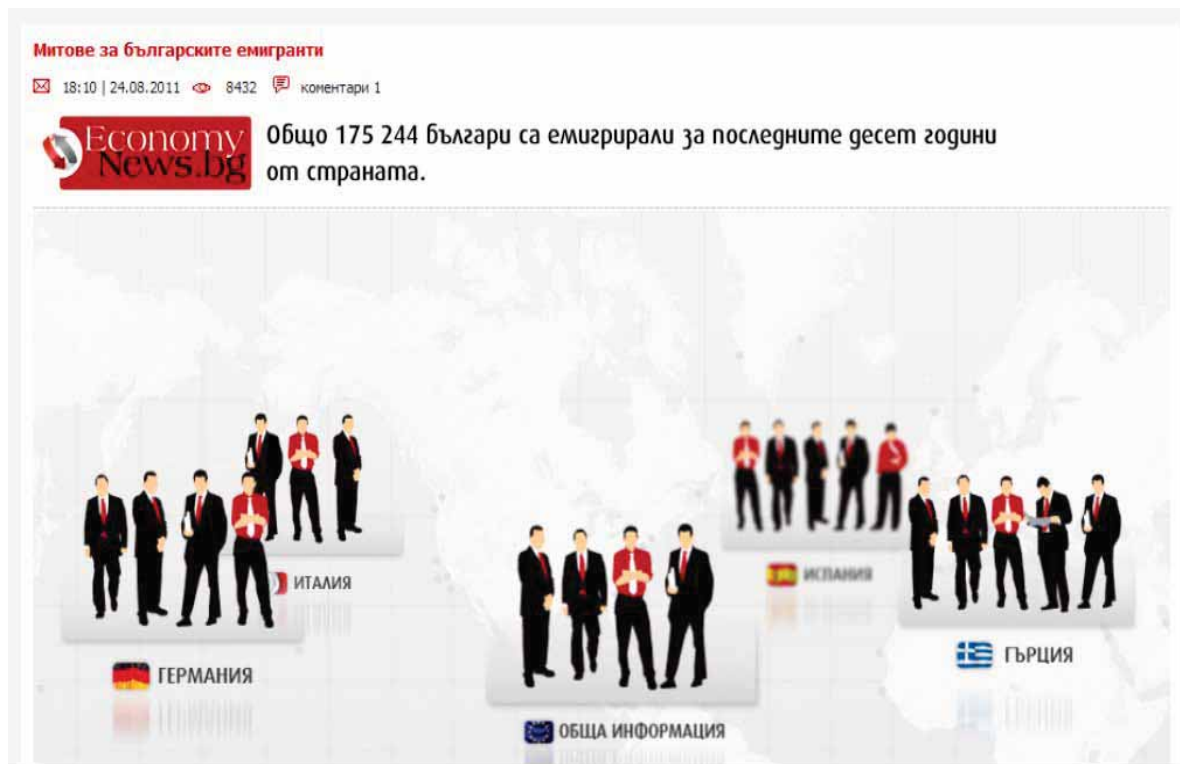 Митове за българските емигранти
18:10 | 24.08.2011 8432 коментари 1
Economy
News.bg
Общо 175 244 българи са емигрирали за последните десет години
от страната.
ИТАЛИЯ
ИСПАНИЯ
ГЪРЦИЯ
ГЕРМАНИЯ
ОБЩА ИНФОРМАЦИЯ